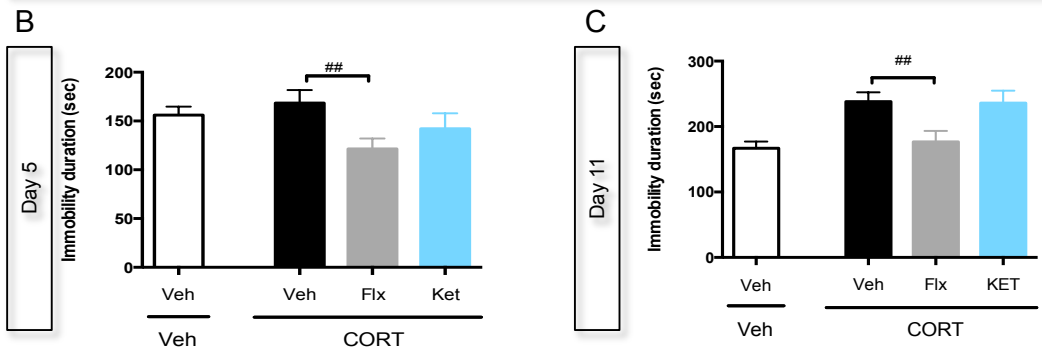 B
Day 5
Immobility duration (sec)
200
150
100
50
0
##
Veh Flx Ket
Veh
Veh
CORT
C
Day 11
Immobility duration (sec)
300
200
100
0
##
Veh
Veh Flx KET
Veh
CORT